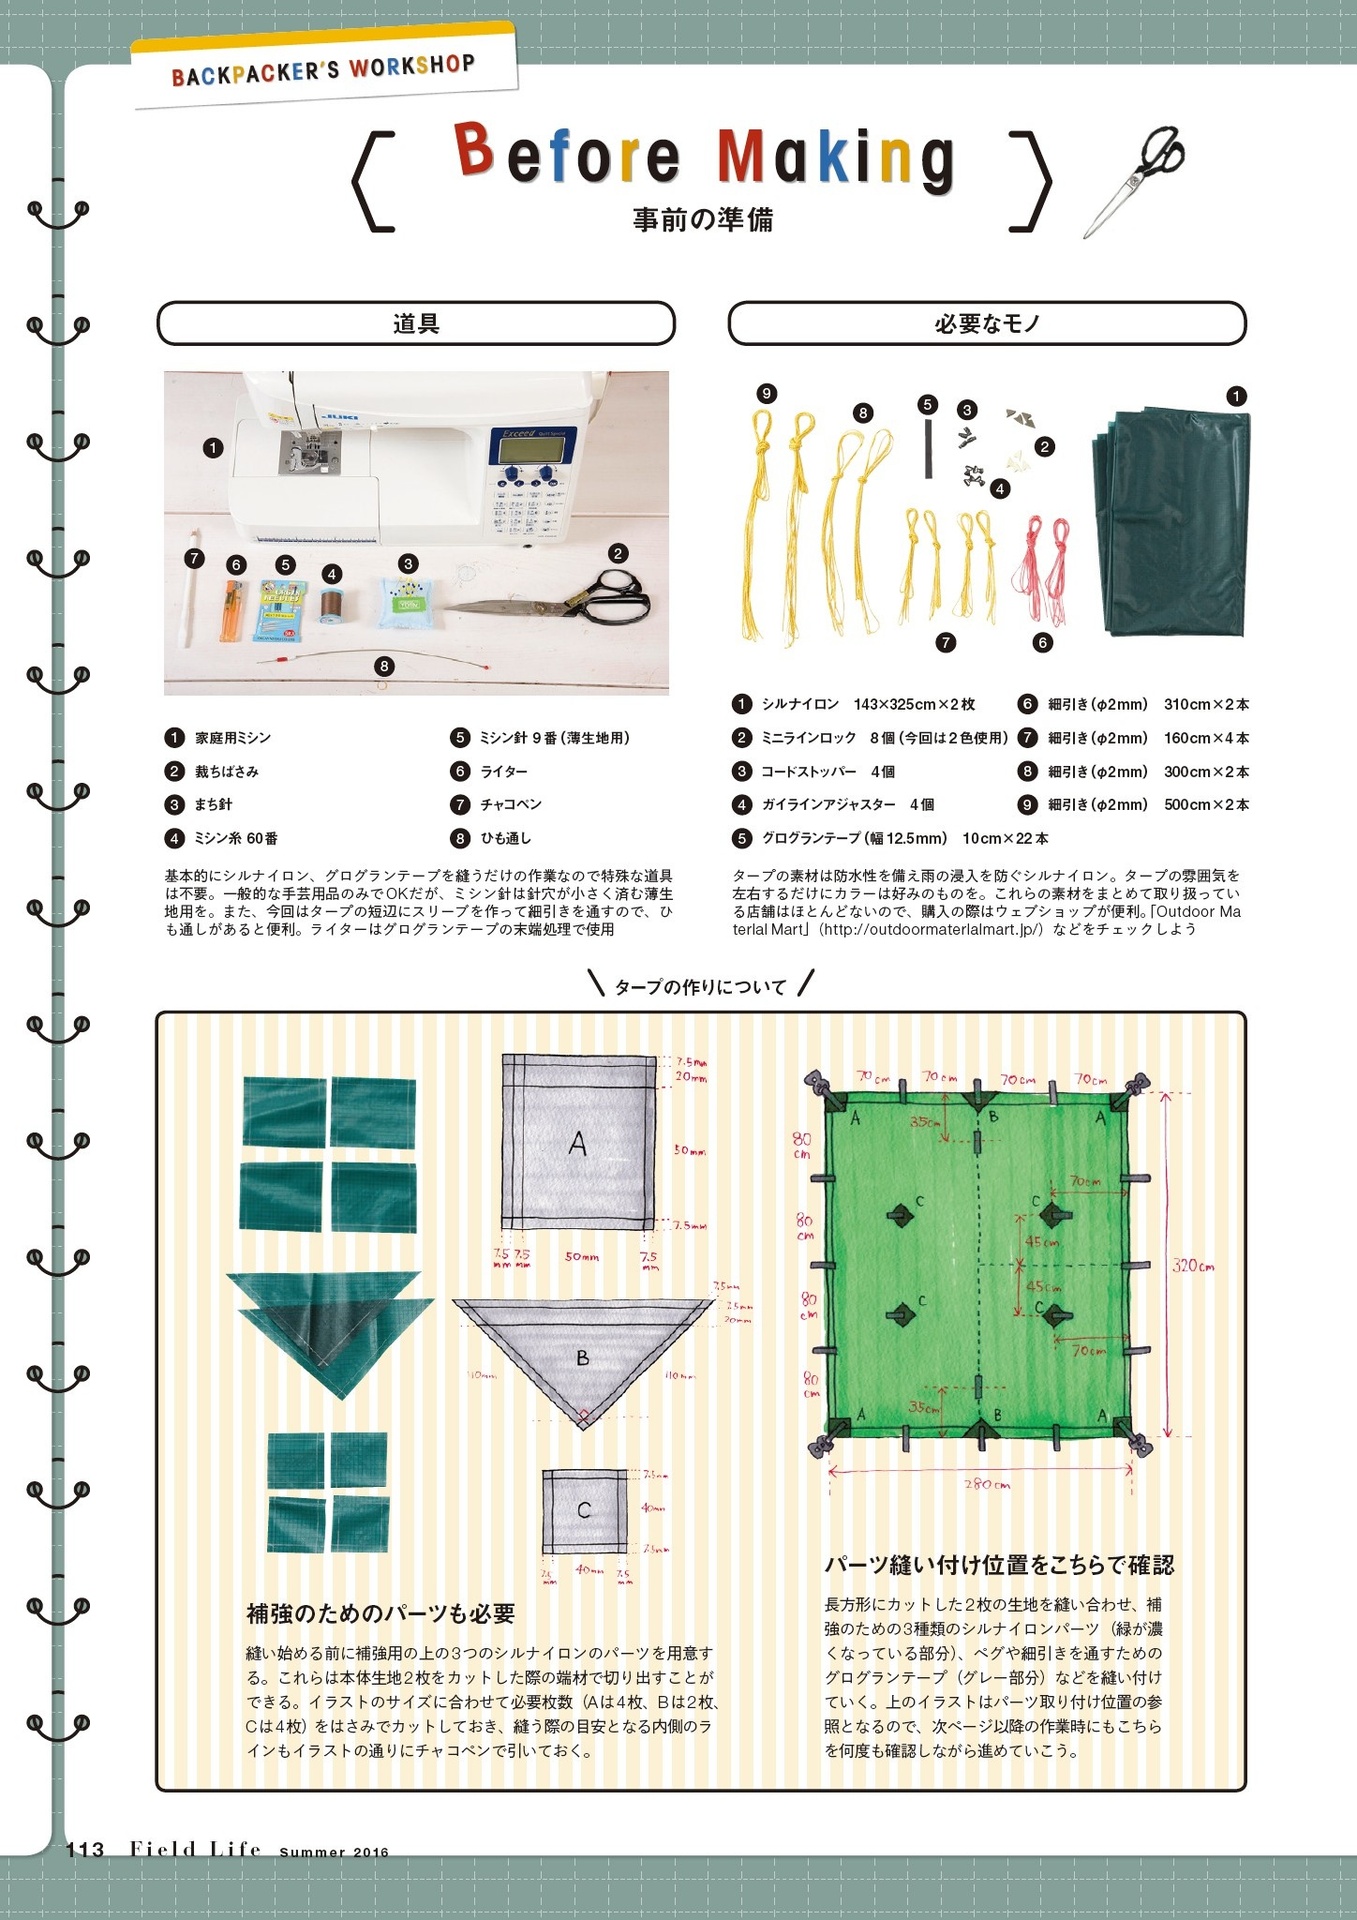 BACKPACKER'S WORKSHOP
Before Making
事前の準備
道具
JUKI
Exceed
1
2
3
4
5
6
7
8
1 家庭用ミシン
2 裁ちばさみ
3 まち針
4 ミシン糸 60番
5 ミシン針 9番(薄生地用)
6 ライター
7 チャコペン
8 ひも通し
基本的にシルナイロン、グログランテープを縫うだけの作業なので特殊な道具
は不要。一般的な手芸用品のみでOKだが、ミシン針は針穴が小さく済む薄生
地用を。また、今回はタープの短辺にスリーブを作って細引きを通すので、ひ
も通しがあると便利。ライターはグログランテープの末端処理で使用
必要なモノ
9
8
5
3
1
2
4
7
6
1 シルナイロン 143×325cm×2枚
2 ミニラインロック 8個(今回は2色使用)
3 コードストッパー 4個
4 ガイラインアジャスター 4個
5 グログランテープ(幅12.5mm) 10cm×22本
6 細引き(φ2mm) 310cm×2本
7 細引き(φ2mm) 160cm×4本
8 細引き(φ2mm) 300cm×2本
9 細引き(φ2mm) 500cm×2本
タープの素材は防水性を備え雨の浸入を防ぐシルナイロン。タープの雰囲気を
左右するだけにカラーは好みのものを。これらの素材をまとめて取り扱ってい
る店舗はほとんどないので、購入の際はウェブショップが便利。「Outdoor Ma
terial Mart」(http://outdoormaterialmart.jp/)などをチェックしよう
タープの作りについて
7.5mm
20mm
A
50mm
7.5mm
7.5 7.5 50mm 7.5
mm mm mm
7.5mm
7.5mm
20mm
B
110mm 110mm
7.5mm
C
40mm
7.5mm
7.5 40mm 7.5
mm mm
補強のためのパーツも必要
縫い始める前に補強用の上の3つのシルナイロンのパーツを用意す
る。これらは本体生地2枚をカットした際の端材で切り出すことが
できる。イラストのサイズに合わせて必要枚数(Aは4枚、Bは2枚、
Cは4枚)をはさみでカットしておき、縫う際の目安となる内側のラ
インもイラストの通りにチャコペンで引いておく。
70cm 70cm 70cm 70cm
A B A
35cm
80
cm
70cm
C C
80
cm
45cm
320cm
45cm
80
cm
C C
70cm
80
cm
35cm
A B A
280cm
パーツ縫い付け位置をこちらで確認
長方形にカットした2枚の生地を縫い合わせ、補
強のための3種類のシルナイロンパーツ(緑が濃
くなっている部分)、ペグや細引きを通すための
グログランテープ(グレー部分)などを縫い付け
ていく。上のイラストはパーツ取り付け位置の参
照となるので、次ページ以降の作業時にもこちら
を何度も確認しながら進めていこう。
113 Field Life Summer 2016